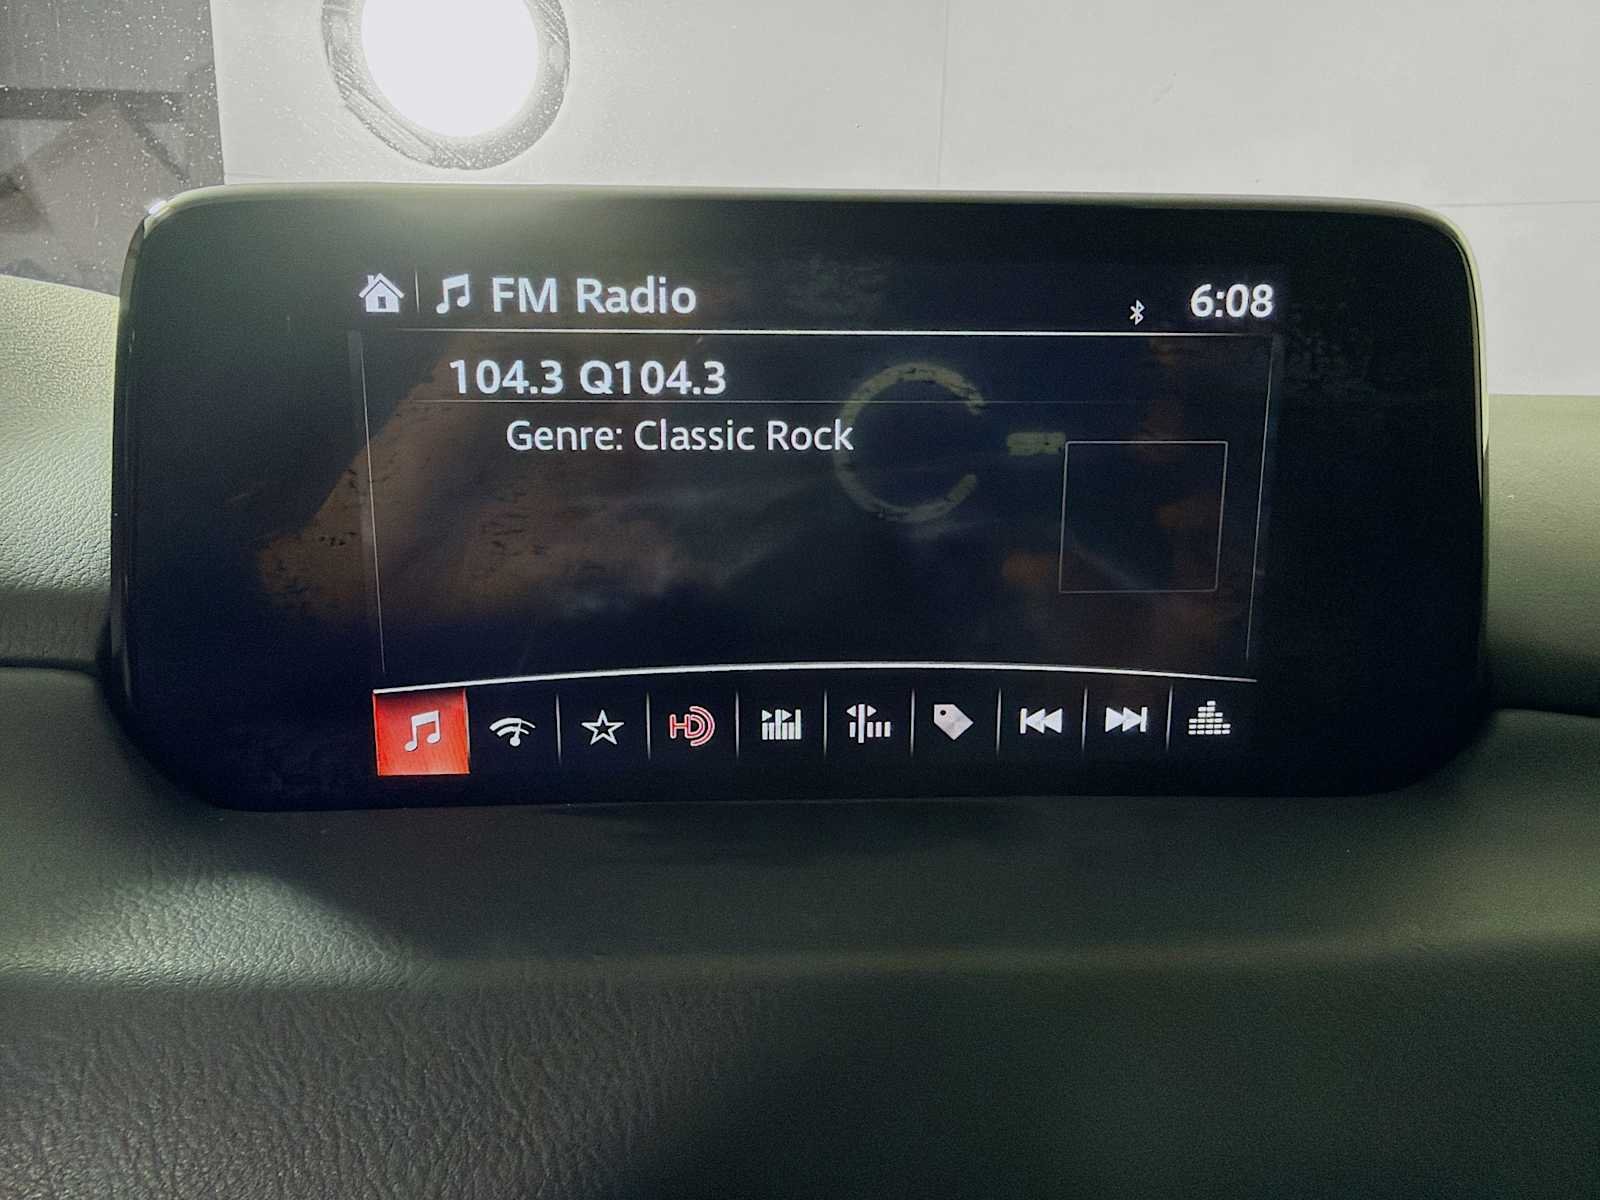 FM Radio
6:08
104.3 Q104.3
Genre: Classic Rock
HD